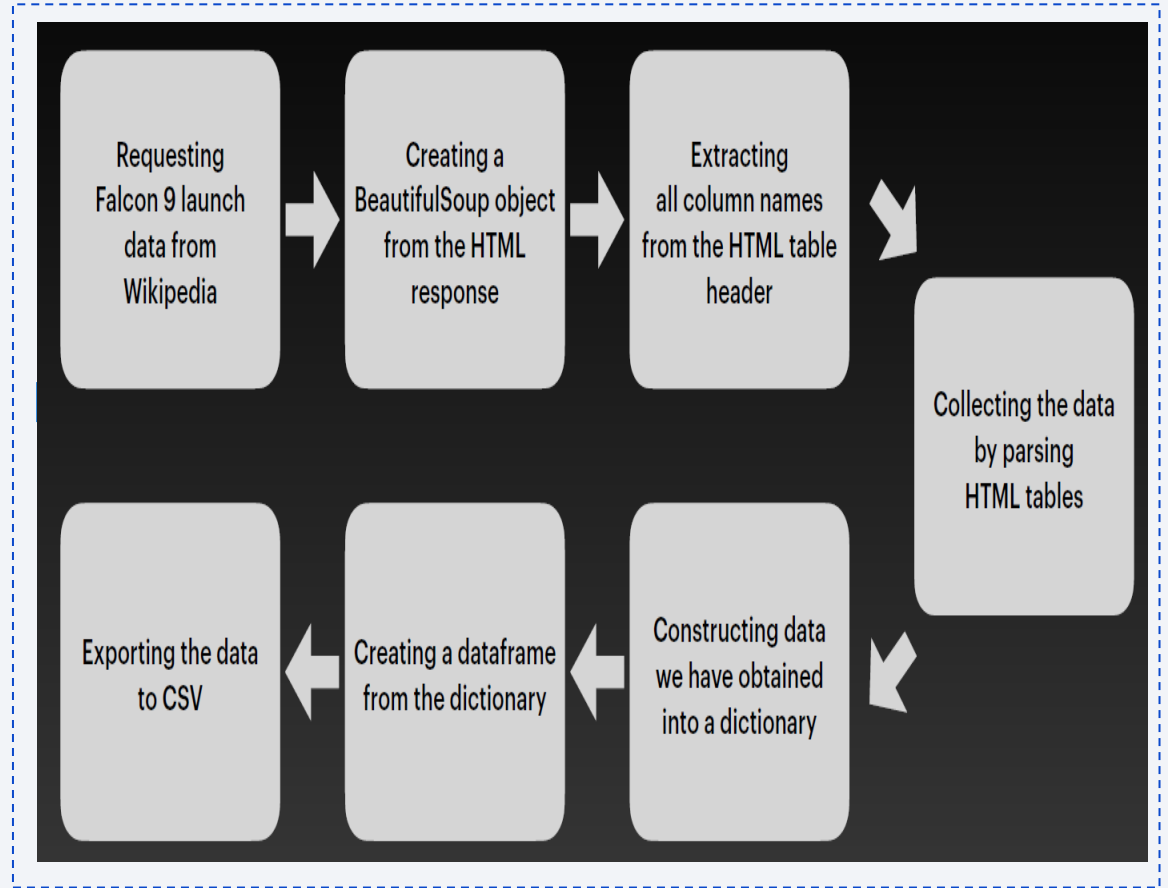 Requesting
Falcon 9 launch
data from
Wikipedia
Creating a
BeautifulSoup object
from the HTML
response
Extracting
all column names
from the HTML table
header
Collecting the data
by parsing
HTML tables
Constructing data
we have obtained
into a dictionary
Creating a dataframe
from the dictionary
Exporting the data
to CSV